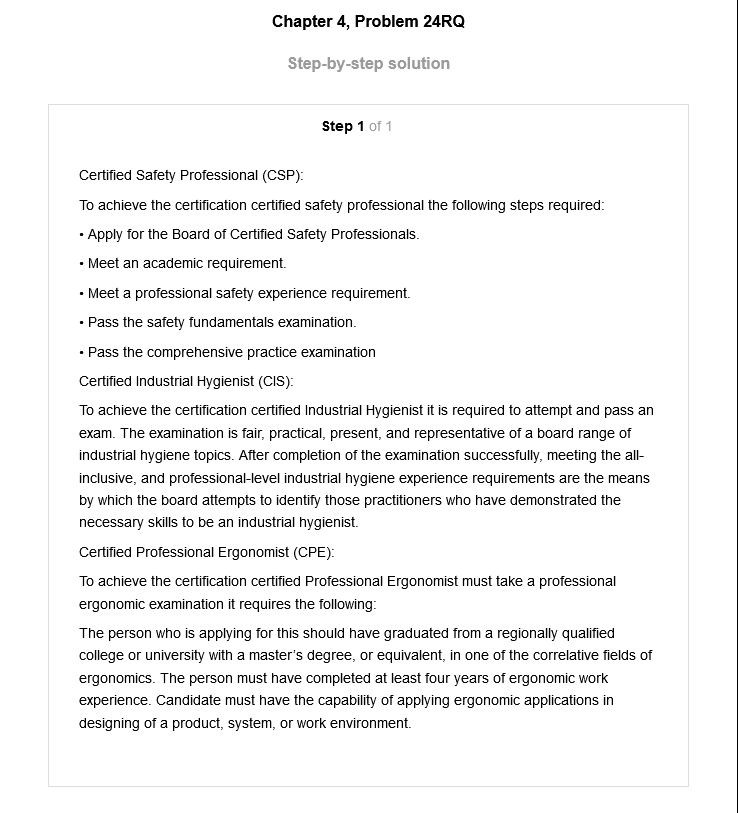 Chapter 4, Problem 24RQ
Step-by-step solution
Step 1 of 1
Certified Safety Professional (CSP):
To achieve the certification certified safety professional the following steps required:
• Apply for the Board of Certified Safety Professionals.
• Meet an academic requirement.
• Meet a professional safety experience requirement.
• Pass the safety fundamentals examination.
• Pass the comprehensive practice examination
Certified Industrial Hygienist (CIS):
To achieve the certification certified Industrial Hygienist it is required to attempt and pass an
exam. The examination is fair, practical, present, and representative of a board range of
industrial hygiene topics. After completion of the examination successfully, meeting the all-
inclusive, and professional-level industrial hygiene experience requirements are the means
by which the board attempts to identify those practitioners who have demonstrated the
necessary skills to be an industrial hygienist.
Certified Professional Ergonomist (CPE):
To achieve the certification certified Professional Ergonomist must take a professional
ergonomic examination it requires the following:
The person who is applying for this should have graduated from a regionally qualified
college or university with a master's degree, or equivalent, in one of the correlative fields of
ergonomics. The person must have completed at least four years of ergonomic work
experience. Candidate must have the capability of applying ergonomic applications in
designing of a product, system, or work environment.